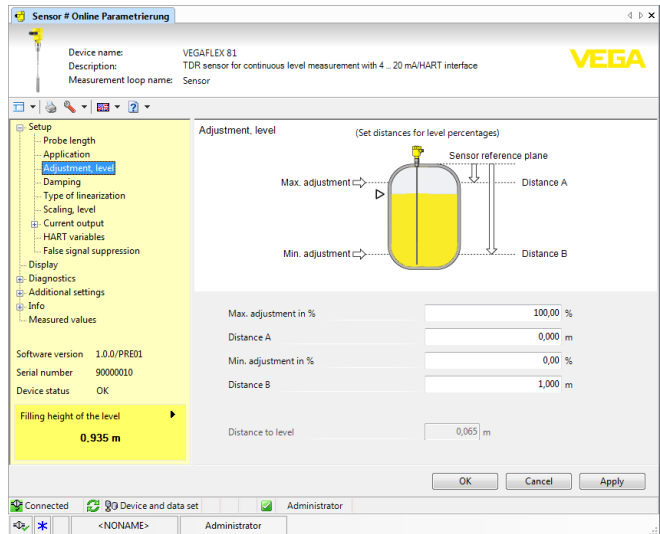 Sensor # Online Parametrierung
Device name: VEGAFLEX 81
Description: TDR sensor for continuous level measurement with 4 .. 20 mA/HART interface
Measurement loop name: Sensor
VEGA
Setup
Probe length
Application
Adjustment, level
Damping
Type of linearization
Scaling, level
Current output
HART variables
False signal suppression
Display
Diagnostics
Additional settings
Info
Measured values
Software version 1.0.0/PRE01
Serial number 90000010
Device status OK
Filling height of the level
0,935 m
Adjustment, level
(Set distances for level percentages)
Sensor reference plane
Max. adjustment
Distance A
Min. adjustment
Distance B
Max. adjustment in % 100,00 %
Distance A 0,000 m
Min. adjustment in % 0,00 %
Distance B 1,000 m
Distance to level 0,065 m
OK Cancel Apply
Connected Device and data set Administrator
<NONAME> Administrator